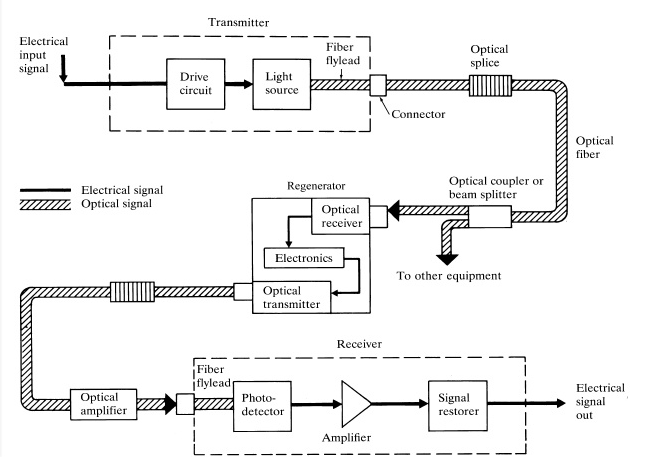 Transmitter
Electrical
input
signal
Drive
circuit
Light
source
Fiber
flylead
Connector
Optical
splice
Optical
fiber
Electrical signal
Optical signal
Regenerator
Optical
receiver
Electronics
Optical
transmitter
Optical coupler or
beam splitter
To other equipment
Receiver
Optical
amplifier
Fiber
flylead
Photo-
detector
Amplifier
Signal
restorer
Electrical
signal
out